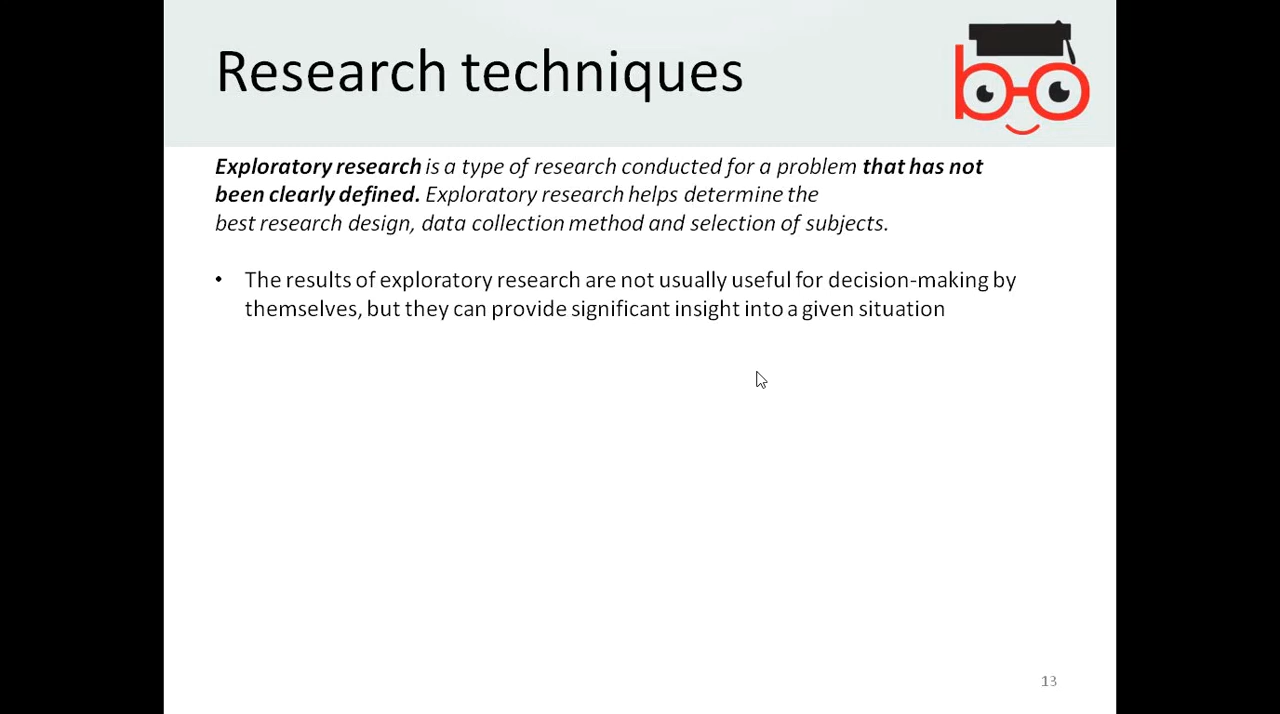 Research techniques
Exploratory research is a type of research conducted for a problem that has not
been clearly defined. Exploratory research helps determine the
best research design, data collection method and selection of subjects.
• The results of exploratory research are not usually useful for decision-making by
themselves, but they can provide significant insight into a given situation
13